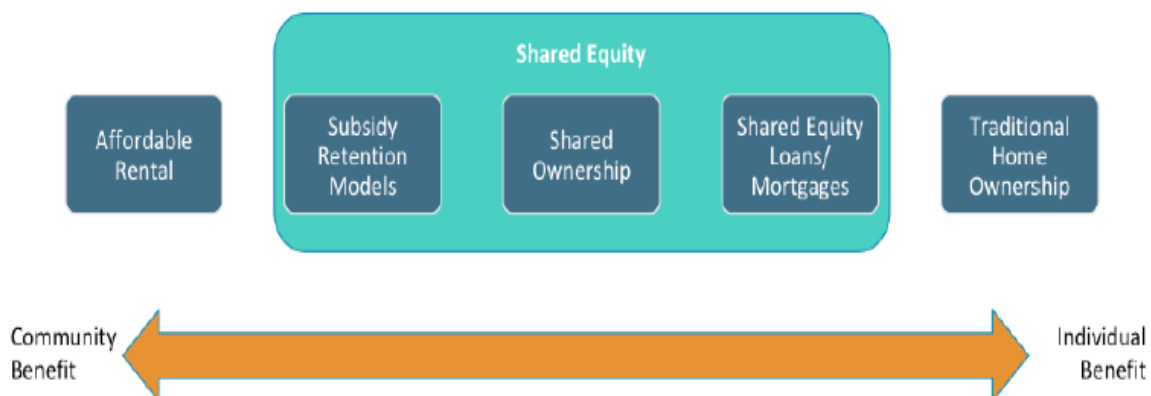 Shared Equity
Affordable
Rental
Subsidy
Retention
Models
Shared
Ownership
Shared Equity
Loans/
Mortgages
Traditional
Home
Ownership
Community
Benefit
Individual
Benefit